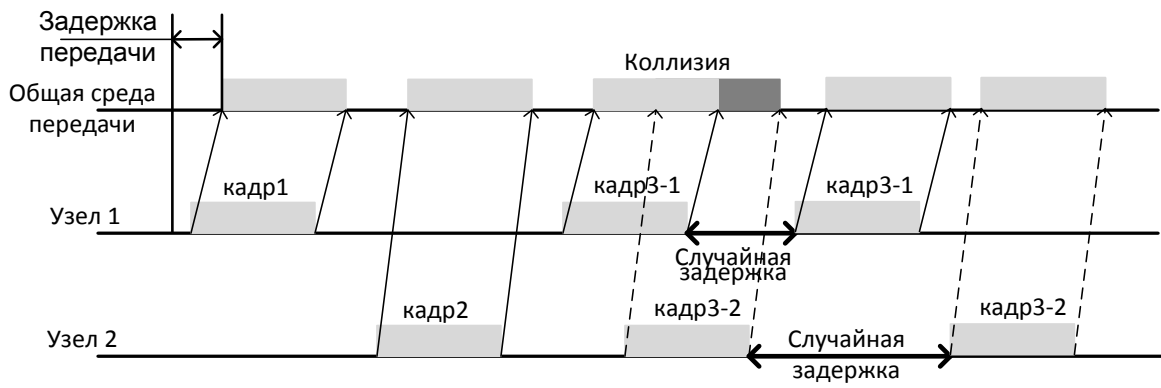 Задержка
передачи
Коллизия
Общая среда
передачи
кадр1
кадр3-1
кадр3-1
Узел 1
Случайная
задержка
кадр2
кадр3-2
кадр3-2
Узел 2
Случайная
задержка